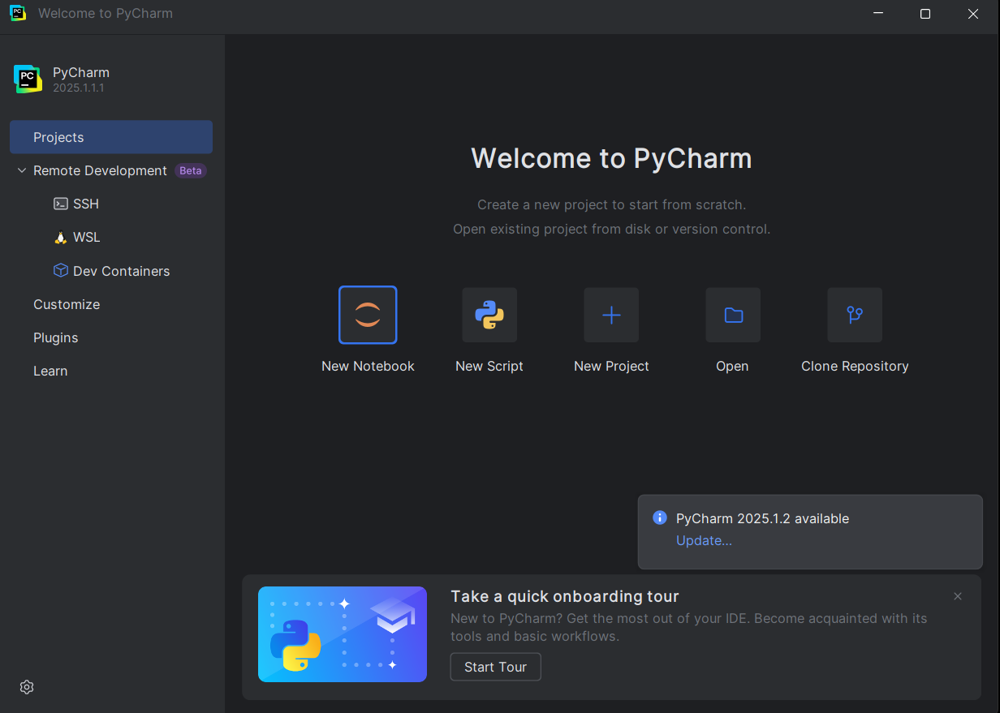 Welcome to PyCharm
PC
PyCharm
2025.1.1.1
Projects
Remote Development Beta
SSH
WSL
Dev Containers
Customize
Plugins
Learn
Welcome to PyCharm
Create a new project to start from scratch.
Open existing project from disk or version control.
New Notebook
New Script
New Project
Open
Clone Repository
PyCharm 2025.1.2 available
Update...
Take a quick onboarding tour
New to PyCharm? Get the most out of your IDE. Become acquainted with its
tools and basic workflows.
Start Tour